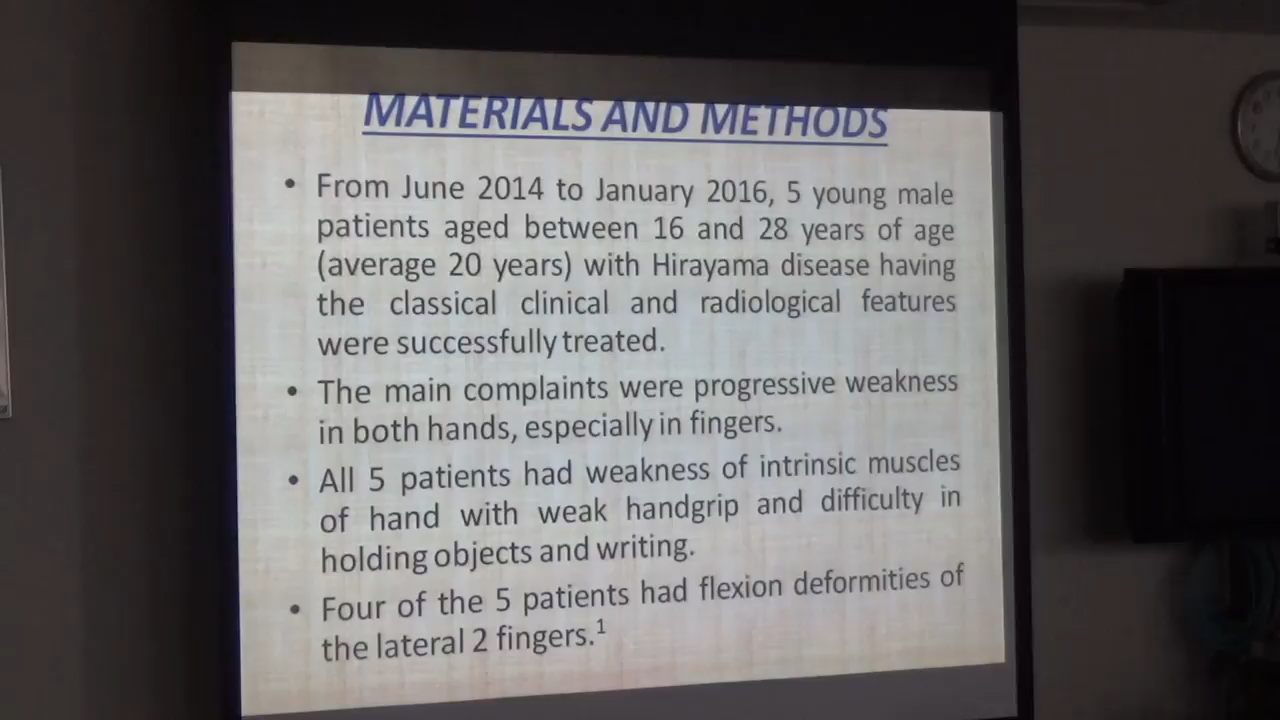 MATERIALS AND METHODS
• From June 2014 to January 2016, 5 young male
patients aged between 16 and 28 years of age
(average 20 years) with Hirayama disease having
the classical clinical and radiological features
were successfully treated.
• The main complaints were progressive weakness
in both hands, especially in fingers.
• All 5 patients had weakness of intrinsic muscles
of hand with weak handgrip and difficulty in
holding objects and writing.
• Four of the 5 patients had flexion deformities of
the lateral 2 fingers.¹